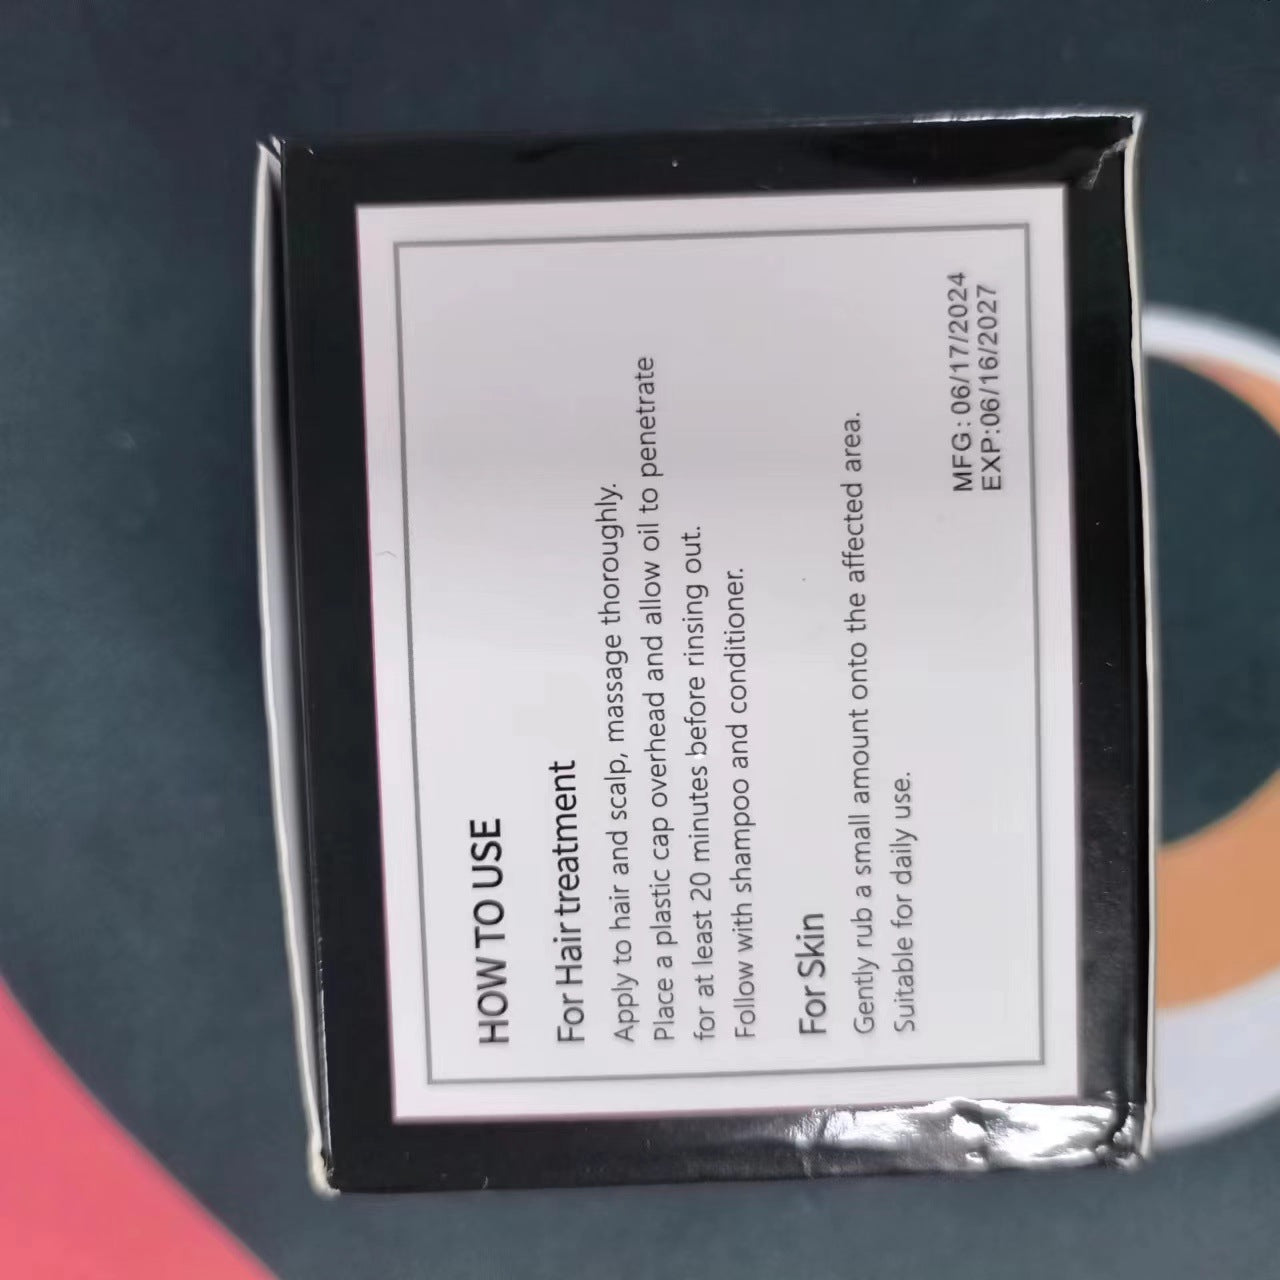 HOW TO USE
For Hair treatment
Apply to hair and scalp, massage thoroughly.
Place a plastic cap overhead and allow oil to penetrate
for at least 20 minutes before rinsing out.
Follow with shampoo and conditioner.
For Skin
Gently rub a small amount onto the affected area.
Suitable for daily use.
MFG: 06/17/2024
EXP:06/16/2027